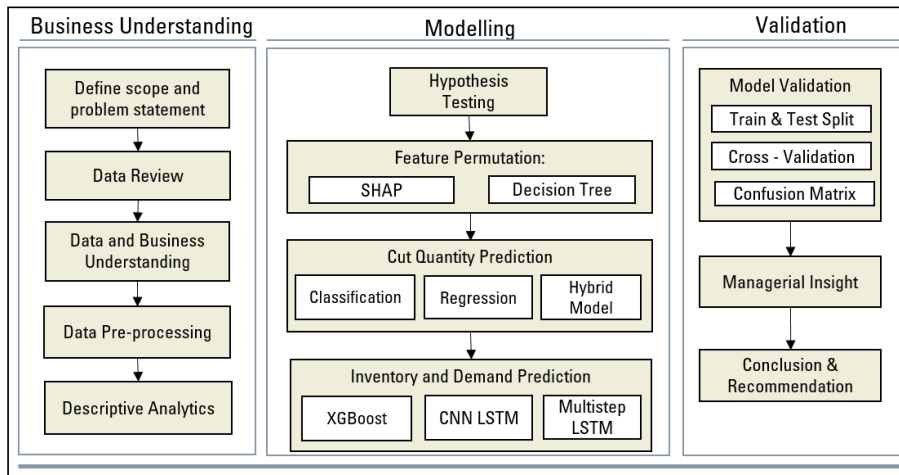 Business Understanding
Define scope and
problem statement
Data Review
Data and Business
Understanding
Data Pre-processing
Descriptive Analytics
Modelling
Hypothesis
Testing
Feature Permutation:
SHAP
Decision Tree
Cut Quantity Prediction
Classification
Regression
Hybrid
Model
Inventory and Demand Prediction
XGBoost
CNN LSTM
Multistep
LSTM
Validation
Model Validation
Train & Test Split
Cross - Validation
Confusion Matrix
Managerial Insight
Conclusion &
Recommendation